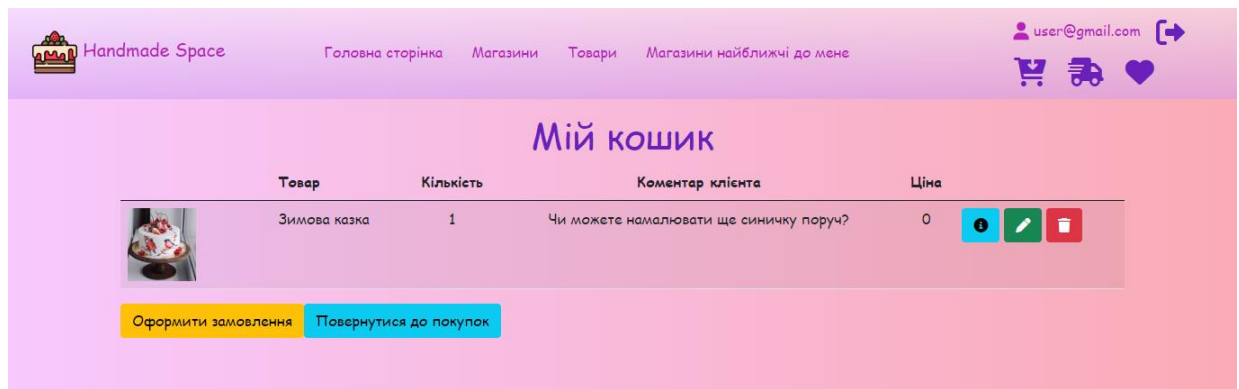 Handmade Space Головна сторінка Магазини Товари Магазини найближчі до мене user@gmail.com
Мій кошик
Товар Кількість Коментар клієнта Ціна
Зимова казка 1 Чи можете намалювати ще синичку поруч? 0
Оформити замовлення Повернутися до покупок